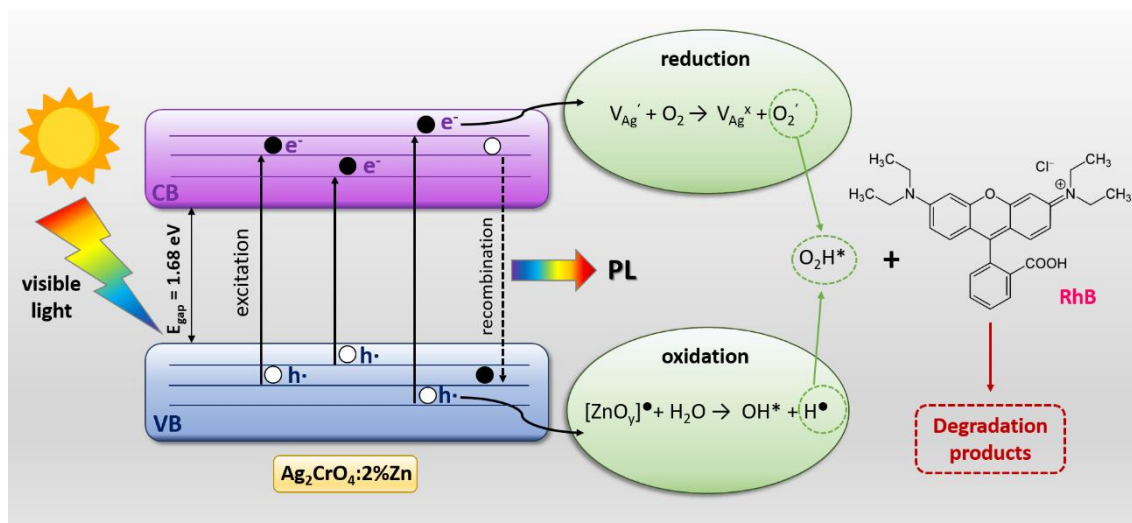 visible
light
CB
VB
E_gap = 1.68 eV
excitation
e⁻
e⁻
e⁻
h·
h·
h·
recombination
PL
Ag₂CrO₄:2%Zn
reduction
V_Ag′ + O₂ → V_Agˣ + O₂′
oxidation
[ZnO_y]● + H₂O → OH* + H●
O₂H*
+
H₃C
CH₃
H₃C
CH₃
N
O
N
+
Cl⁻
COOH
RhB
Degradation
products